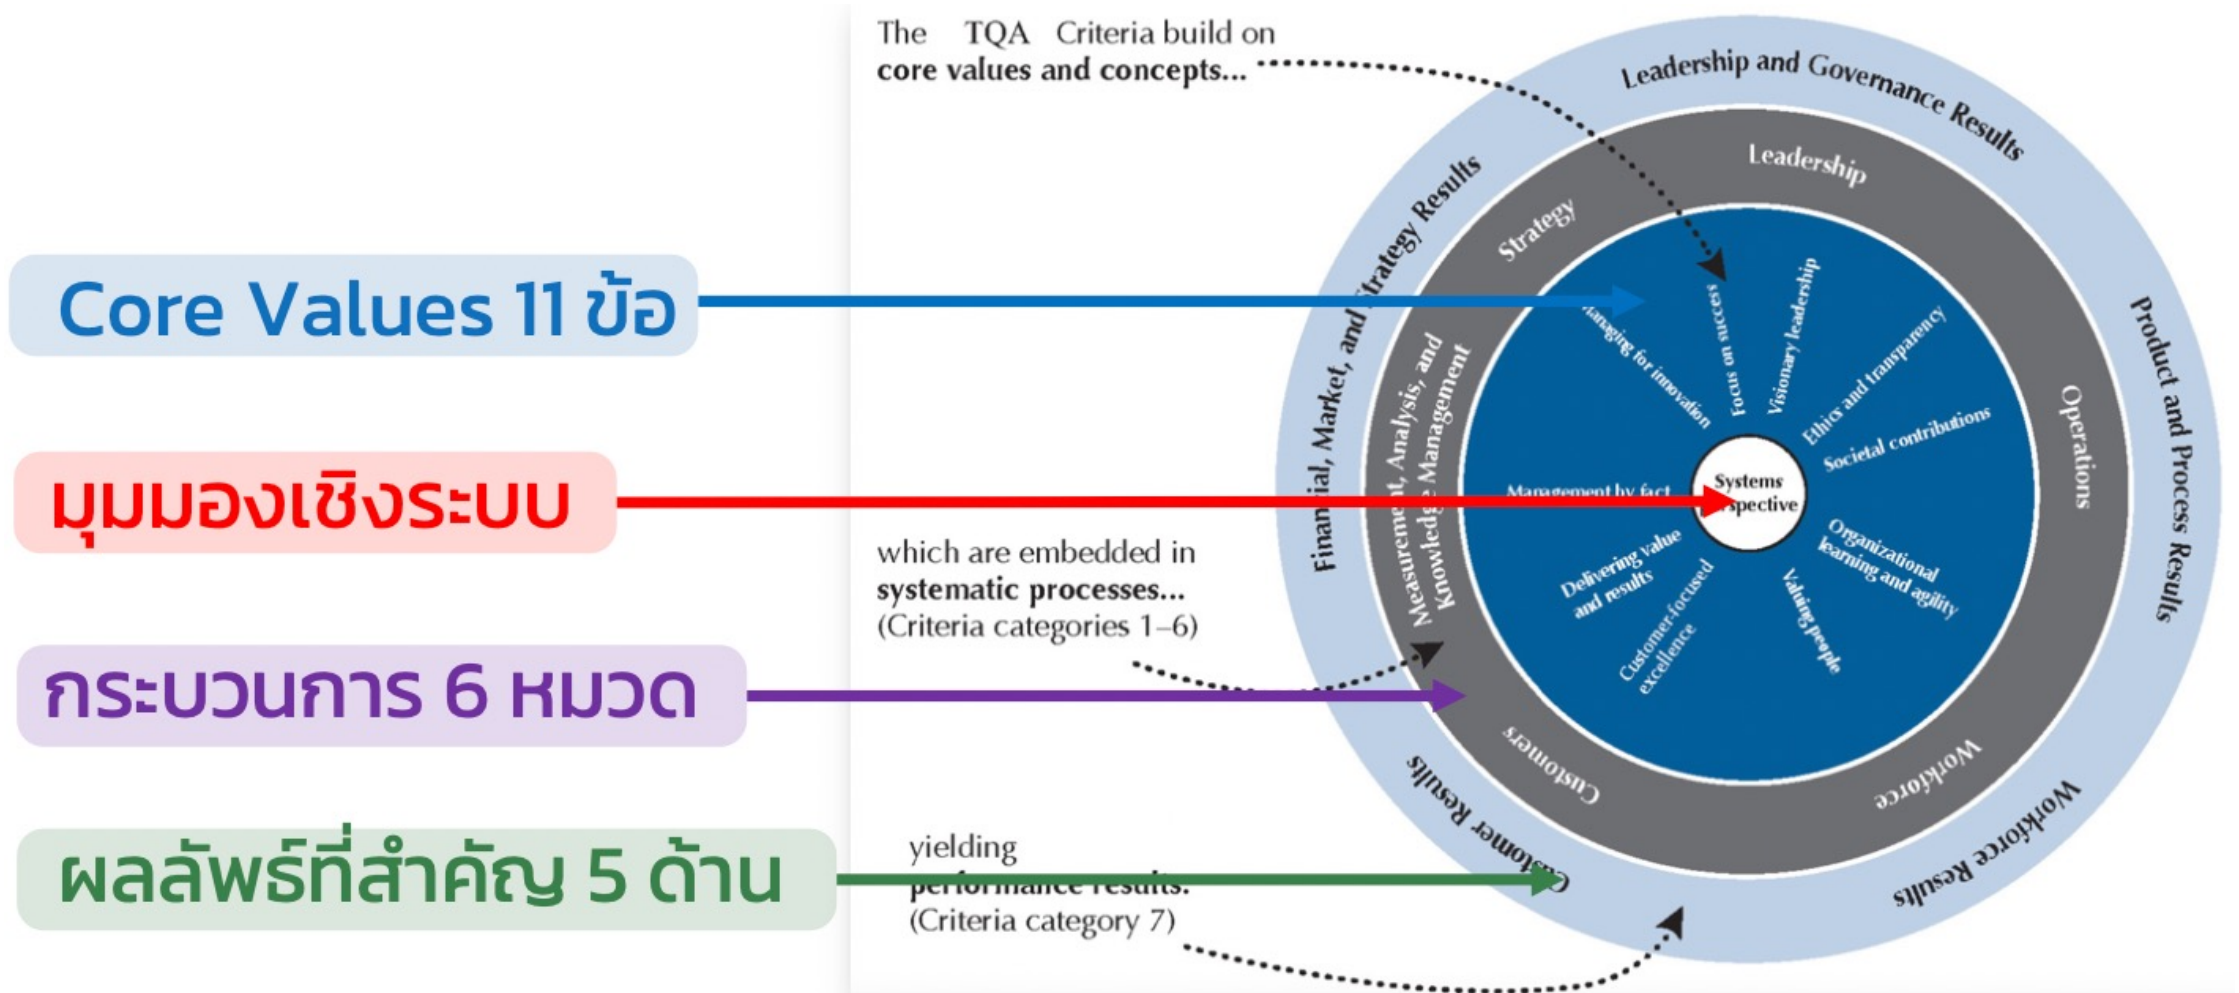 The TQA Criteria build on
core values and concepts...
Core Values 11 ข้อ
มุมมองเชิงระบบ
which are embedded in
systematic processes...
(Criteria categories 1–6)
กระบวนการ 6 หมวด
ผลลัพธ์ที่สำคัญ 5 ด้าน
yielding
performance results.
(Criteria category 7)
Leadership and Governance Results
Product and Process Results
Workforce Results
Customer Results
Financial, Market, and Strategy Results
Leadership
Operations
Workforce
Customers
Measurement, Analysis, and
Knowledge Management
Strategy
Focus on success
Visionary leadership
Ethics and transparency
Societal contributions
Organizational
learning and agility
Valuing people
Customer-focused
excellence
Delivering value
and results
Management by fact
for innovation
Systems